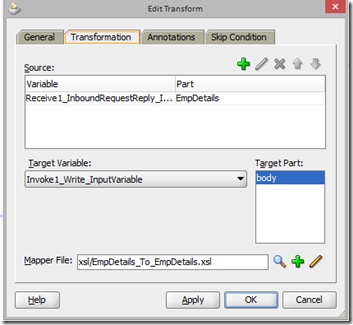 Edit Transform
General Transformation Annotations Skip Condition
Source:
Variable Part
Receive1_InboundRequestReply_I... EmpDetails
Target Variable: Target Part:
Invoke1_Write_InputVariable body
Mapper File: xsl/EmpDetails_To_EmpDetails.xsl
Help Apply OK Cancel